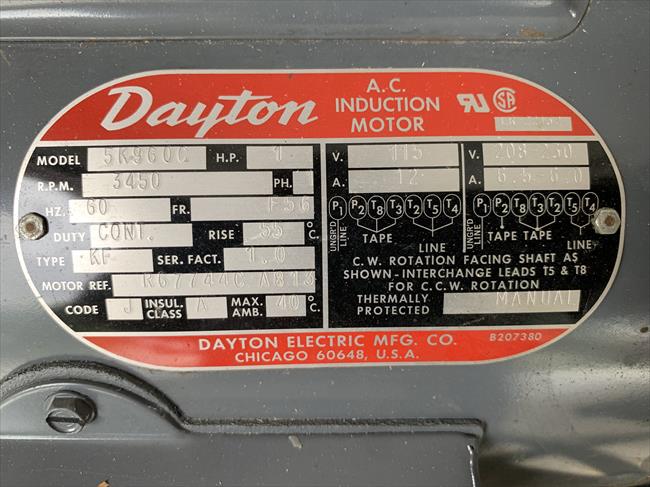 Dayton
A.C.
INDUCTION
MOTOR
MODEL 5K960C H.P. 1
R.P.M. 3450 PH.
HZ. 60 FR. F56
DUTY CONT. RISE 55 °C.
TYPE KF SER. FACT. 1.0
MOTOR REF. R67744C
CODE J INSUL. CLASS A MAX. AMB. 40 °C.
V. 115 V. 208-230
A. 12 A. 6.5-6.0
P1 P2 T8 T3 T2 T5 T4 P1 P2 T8 T3 T2 T5 T4
UNGR'D LINE TAPE LINE UNGR'D LINE TAPE TAPE LINE
C.W. ROTATION FACING SHAFT AS
SHOWN-INTERCHANGE LEADS T5 & T8
FOR C.C.W. ROTATION
THERMALLY PROTECTED MANUAL
DAYTON ELECTRIC MFG. CO. B207380
CHICAGO 60648, U.S.A.